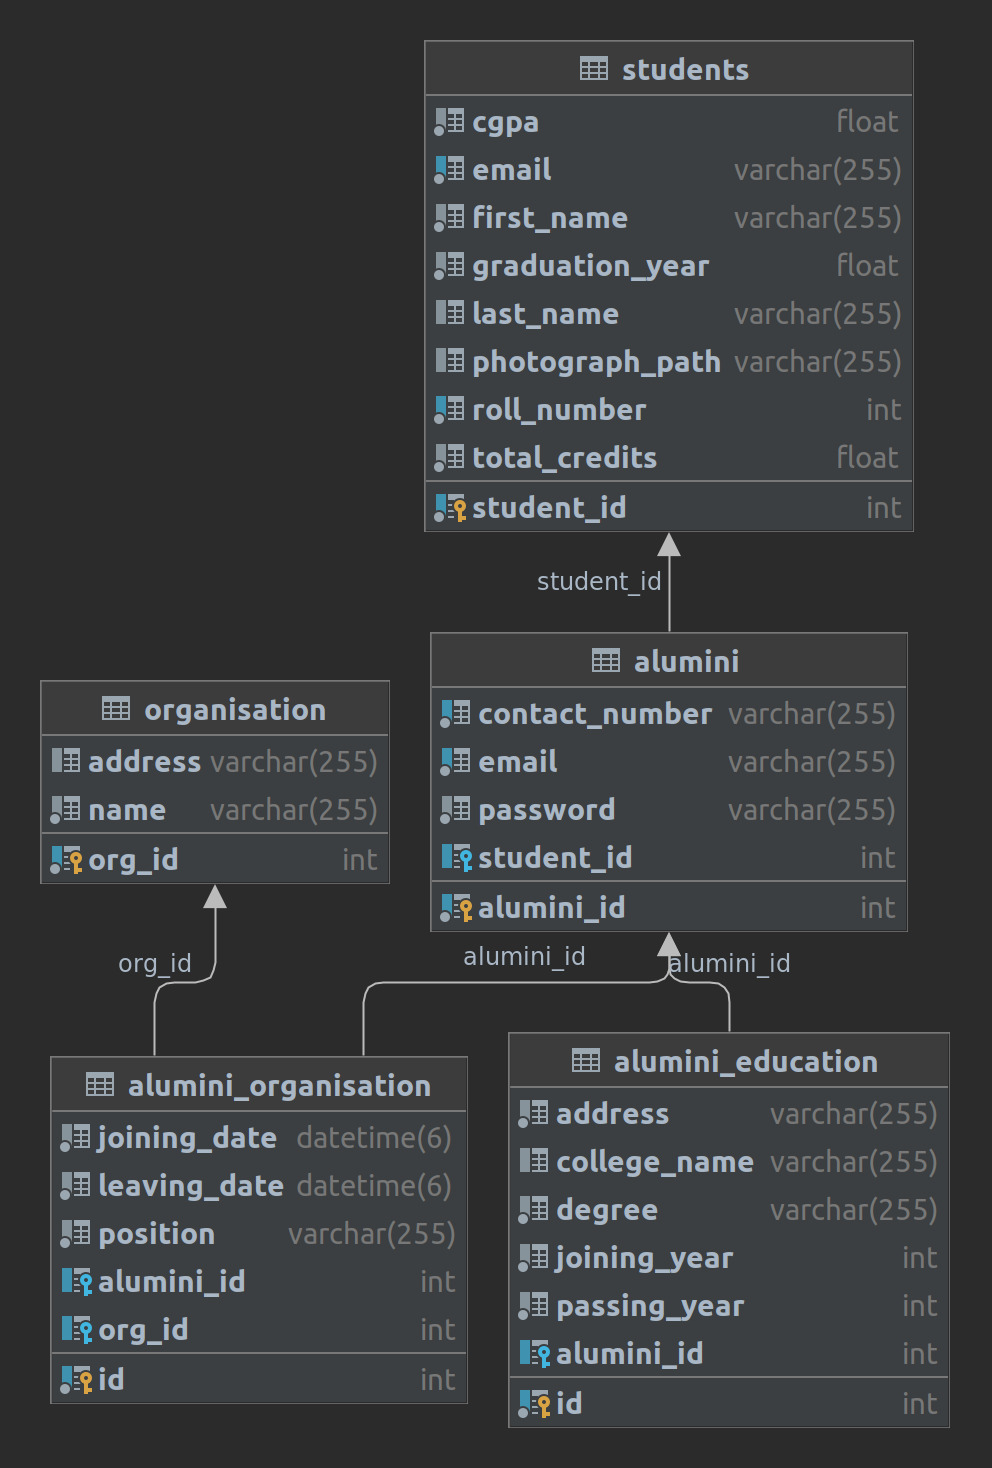 students
cgpa float
email varchar(255)
first_name varchar(255)
graduation_year float
last_name varchar(255)
photograph_path varchar(255)
roll_number int
total_credits float
student_id int
student_id
alumini
contact_number varchar(255)
email varchar(255)
password varchar(255)
student_id int
alumini_id int
organisation
address varchar(255)
name varchar(255)
org_id int
org_id
alumini_id
alumini_id
alumini_organisation
joining_date datetime(6)
leaving_date datetime(6)
position varchar(255)
alumini_id int
org_id int
id int
alumini_education
address varchar(255)
college_name varchar(255)
degree varchar(255)
joining_year int
passing_year int
alumini_id int
id int